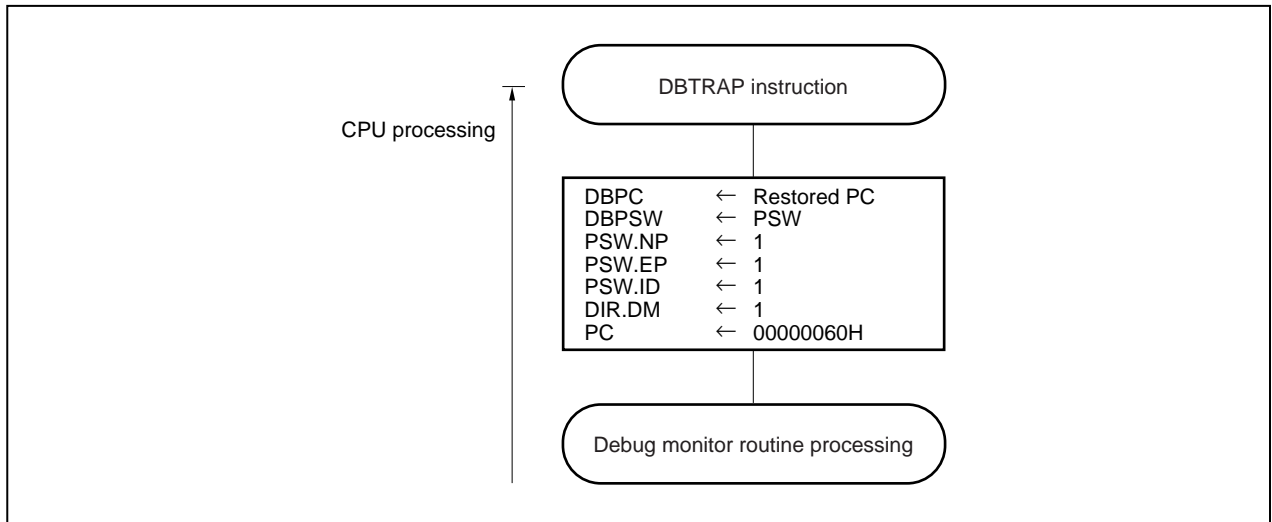 DBTRAP instruction
CPU processing
DBPC ← Restored PC
DBPSW ← PSW
PSW.NP ← 1
PSW.EP ← 1
PSW.ID ← 1
DIR.DM ← 1
PC ← 00000060H
Debug monitor routine processing